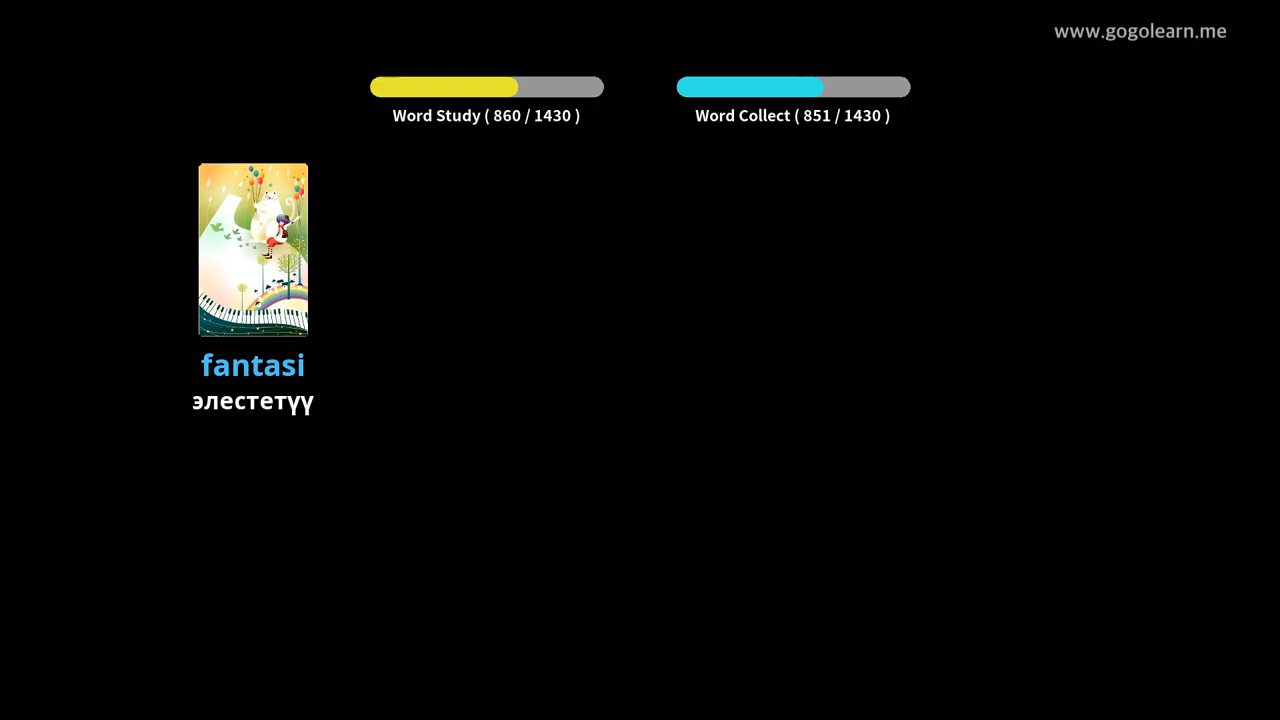 www.gogolearn.me
Word Study ( 860 / 1430 )
Word Collect ( 851 / 1430 )
fantasi
элестетүү